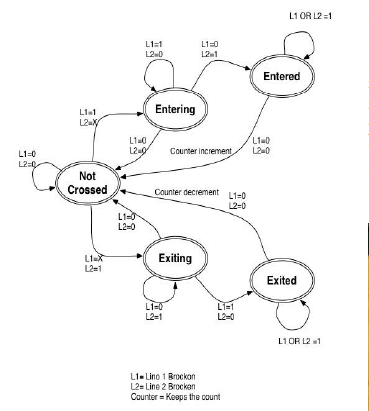 L1 OR L2 =1
L1=1
L2=0
L1=0
L2=1
Entered
Entering
L1=1
L2=X
L1=0
L2=0
Counter increment
L1=0
L2=0
L1=0
L2=0
Not
Crossed
Counter decrement
L1=0
L2=0
L1=0
L2=0
L1=X
L2=1
Exiting
Exited
L1=0
L2=1
L1=1
L2=0
L1 OR L2 =1
L1= Line 1 Brocken
L2= Line 2 Brocken
Counter = Keeps the count